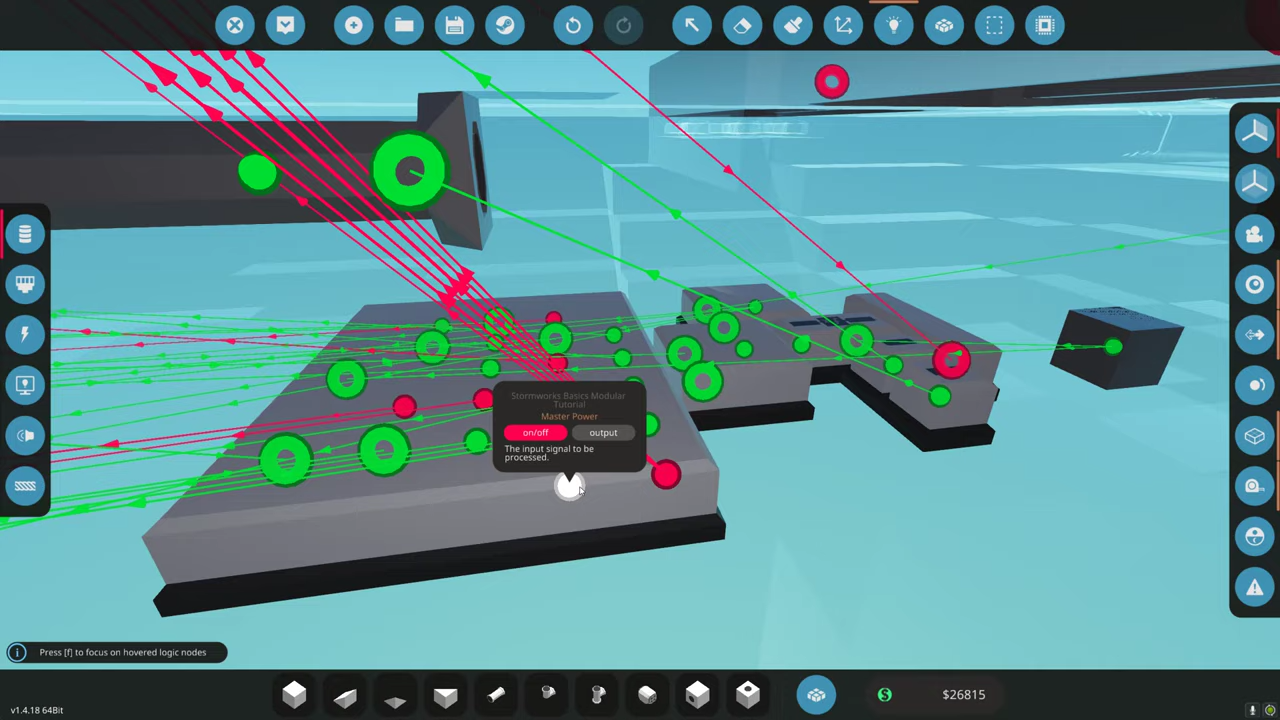 Stormworks Basics Modular
Tutorial
Master Power
on/off
output
The input signal to be
processed.
Press [f] to focus on hovered logic nodes
$26815
v1.4.18 64Bit